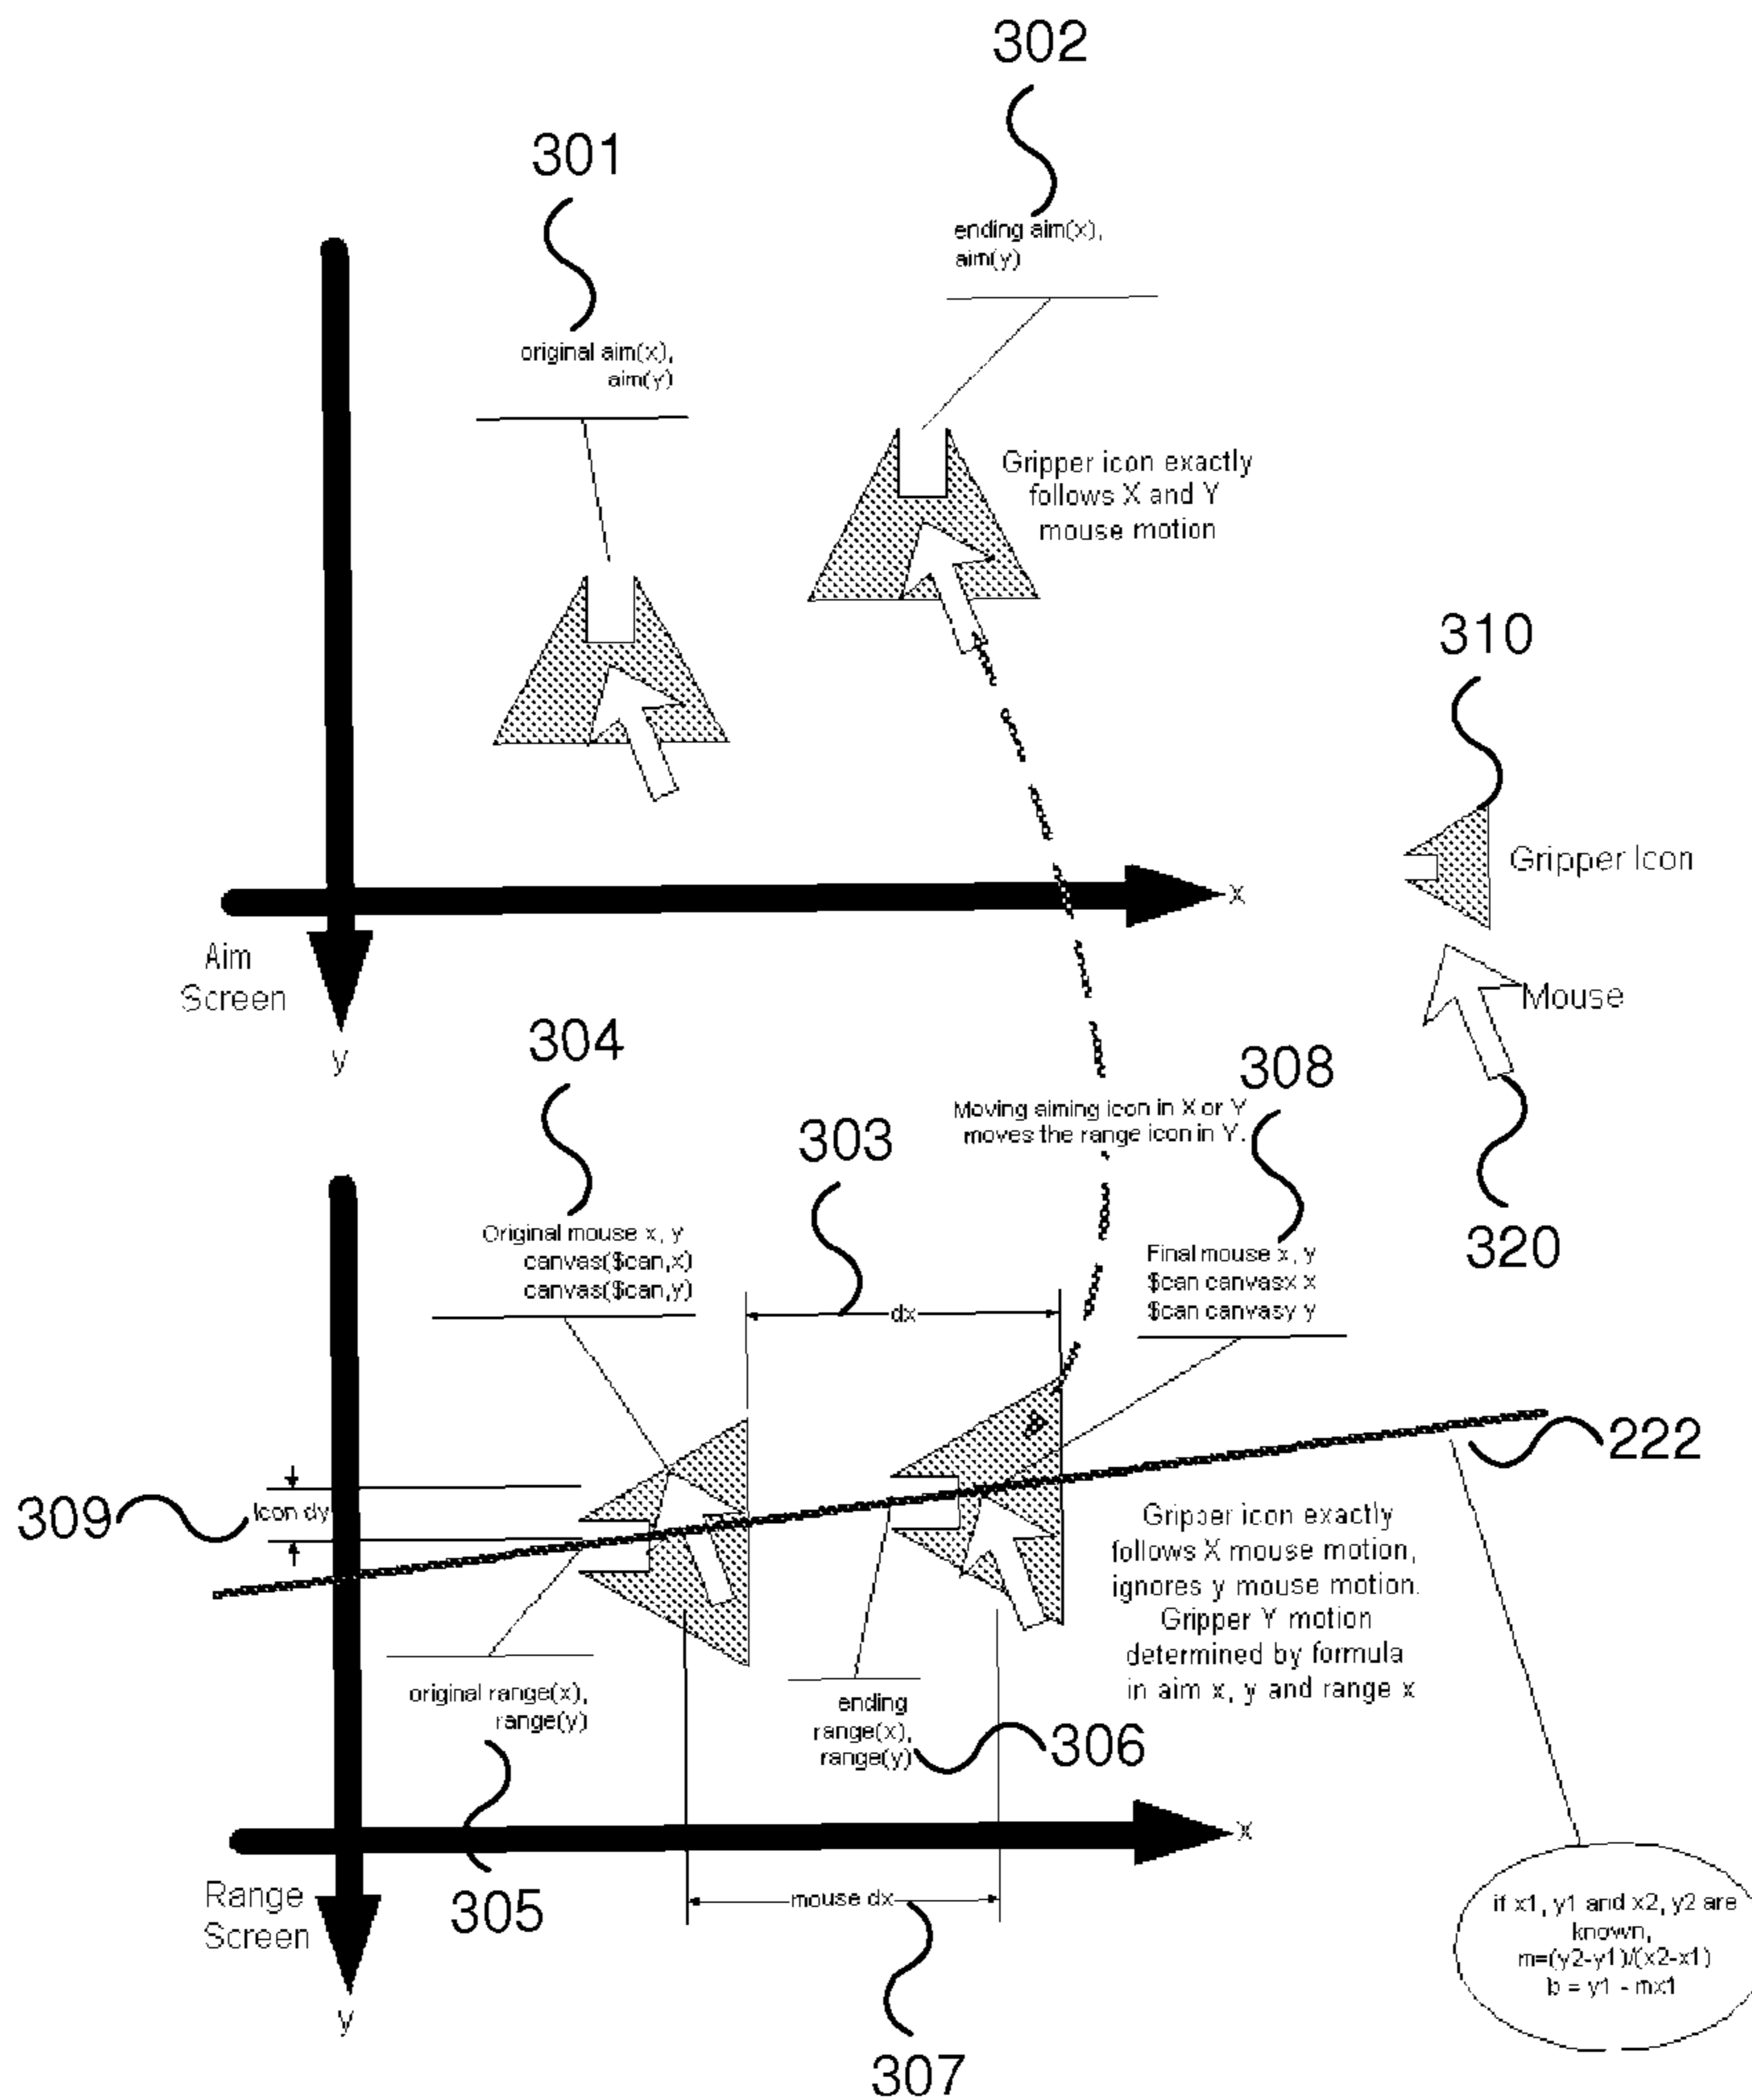 302
301
ending aim(x),
aim(y)
original aim(x),
aim(y)
Gripper icon exactly
follows X and Y
mouse motion
310
Gripper Icon
x
Aim
Screen
Mouse
y
304
308
303
Moving aiming icon in X or Y
moves the range icon in Y.
320
Original mouse x, y
canvas($can,x)
canvas($can,y)
Final mouse x, y
$can canvasx x
$can canvasy y
dx
222
309
Icon dy
Gripper icon exactly
follows X mouse motion,
ignores y mouse motion.
Gripper Y motion
determined by formula
in aim x, y and range x
original range(x),
range(y)
ending
range(x),
range(y)
306
x
305
Range
Screen
mouse dx
if x1, y1 and x2, y2 are
known,
m=(y2-y1)/(x2-x1)
b = y1 - mx1
y
307